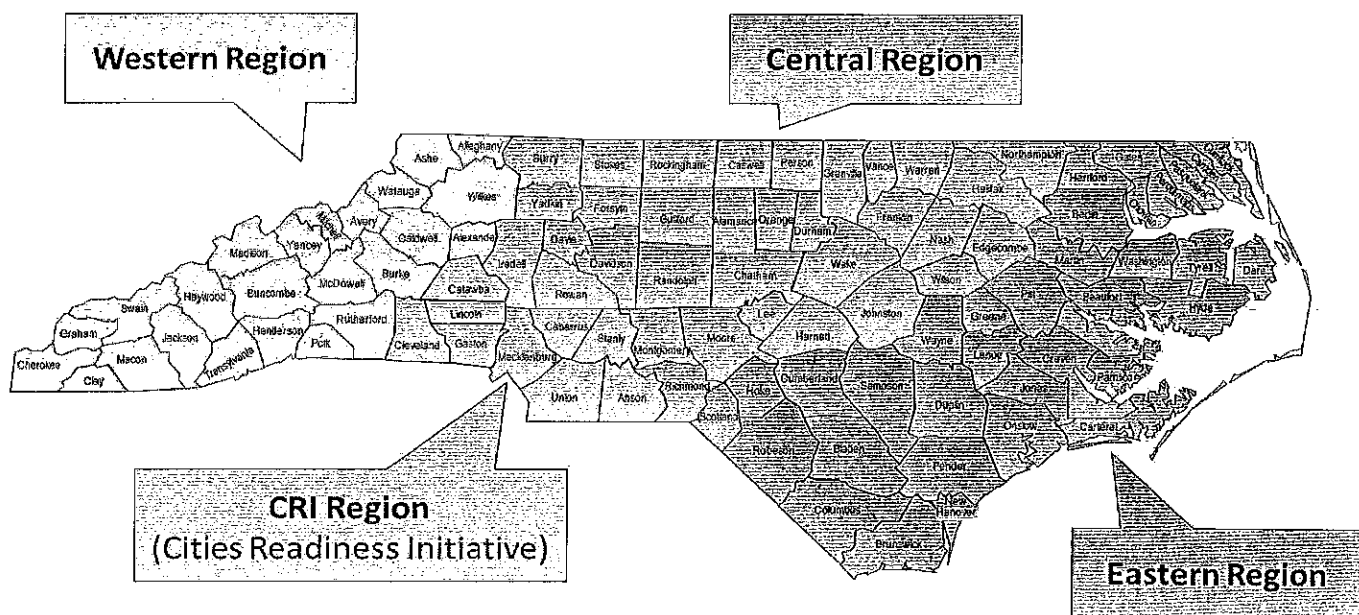 Western Region
Central Region
Ashe
Alleghany
Surry
Stokes
Rockingham
Caswell
Person
Granville
Vance
Warren
Northampton
Gates
Hertford
Halifax
Watauga
Wilkes
Yadkin
Forsyth
Guilford
Alamance
Orange
Durham
Franklin
Nash
Bertie
Avery
Caldwell
Alexander
Davie
Iredell
Davidson
Randolph
Chatham
Wake
Edgecombe
Martin
Washington
Tyrrell
Dare
Madison
Yancey
Burke
McDowell
Catawba
Rowan
Wilson
Pitt
Beaufort
Hyde
Swain
Haywood
Buncombe
Rutherford
Lincoln
Cabarrus
Stanly
Montgomery
Moore
Lee
Harnett
Johnston
Wayne
Greene
Lenoir
Craven
Pamlico
Graham
Jackson
Henderson
Polk
Cleveland
Gaston
Mecklenburg
Cherokee
Macon
Clay
Transylvania
Union
Anson
Richmond
Scotland
Hoke
Cumberland
Sampson
Duplin
Jones
Onslow
Carteret
Robeson
Bladen
Pender
Columbus
New
Hanover
Brunswick
CRI Region
(Cities Readiness Initiative)
Eastern Region